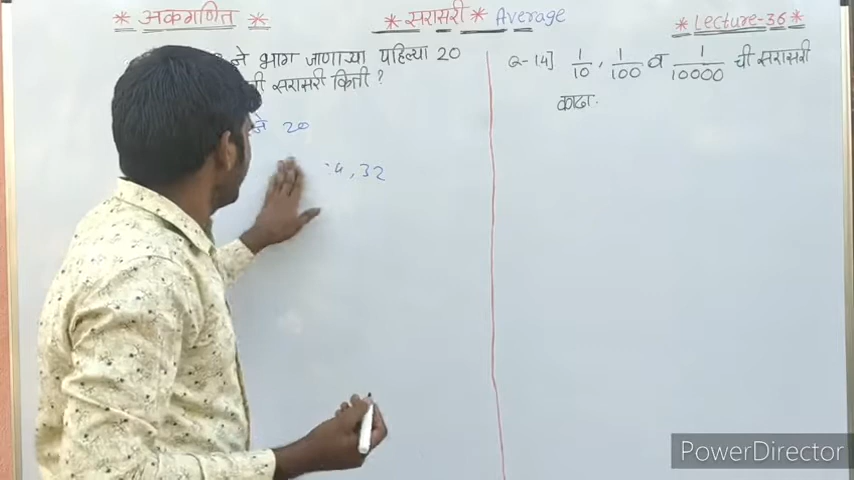 * अंकगणित *
* सरासरी * Average
* Lecture-36 *
ने भाग जाणाऱ्या पहिल्या 20
ची सरासरी किती?
ने 20
, 32
Q-14] 1/10, 1/100 व 1/10000 ची सरासरी
काढा.
PowerDirector